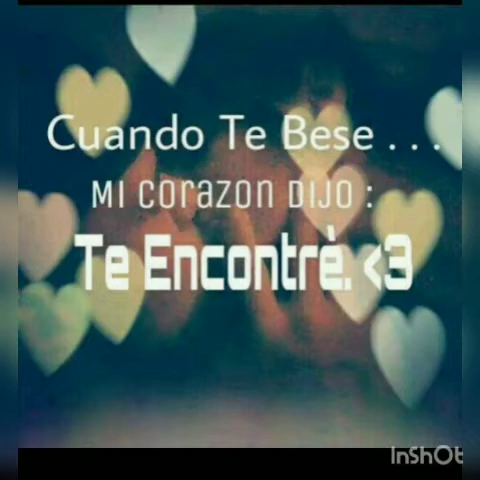 Cuando Te Bese . . .
Mi corazon Dijo :
Te Encontrè. <3
InShOt